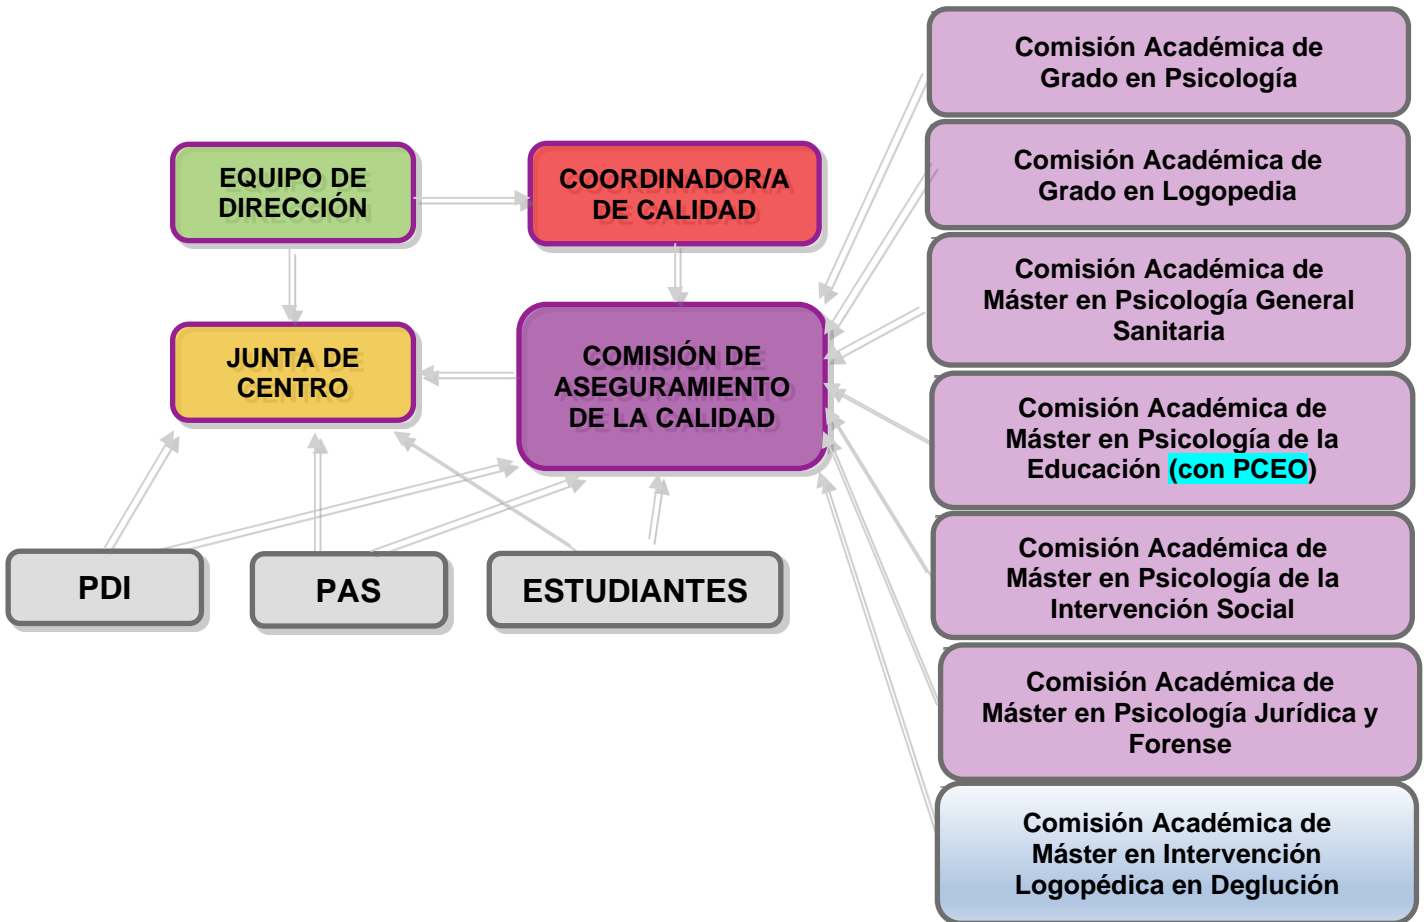 EQUIPO DE
DIRECCIÓN
COORDINADOR/A
DE CALIDAD
JUNTA DE
CENTRO
COMISIÓN DE
ASEGURAMIENTO
DE LA CALIDAD
PDI
PAS
ESTUDIANTES
Comisión Académica de
Grado en Psicología
Comisión Académica de
Grado en Logopedia
Comisión Académica de
Máster en Psicología General
Sanitaria
Comisión Académica de
Máster en Psicología de la
Educación (con PCEO)
Comisión Académica de
Máster en Psicología de la
Intervención Social
Comisión Académica de
Máster en Psicología Jurídica y
Forense
Comisión Académica de
Máster en Intervención
Logopédica en Deglución